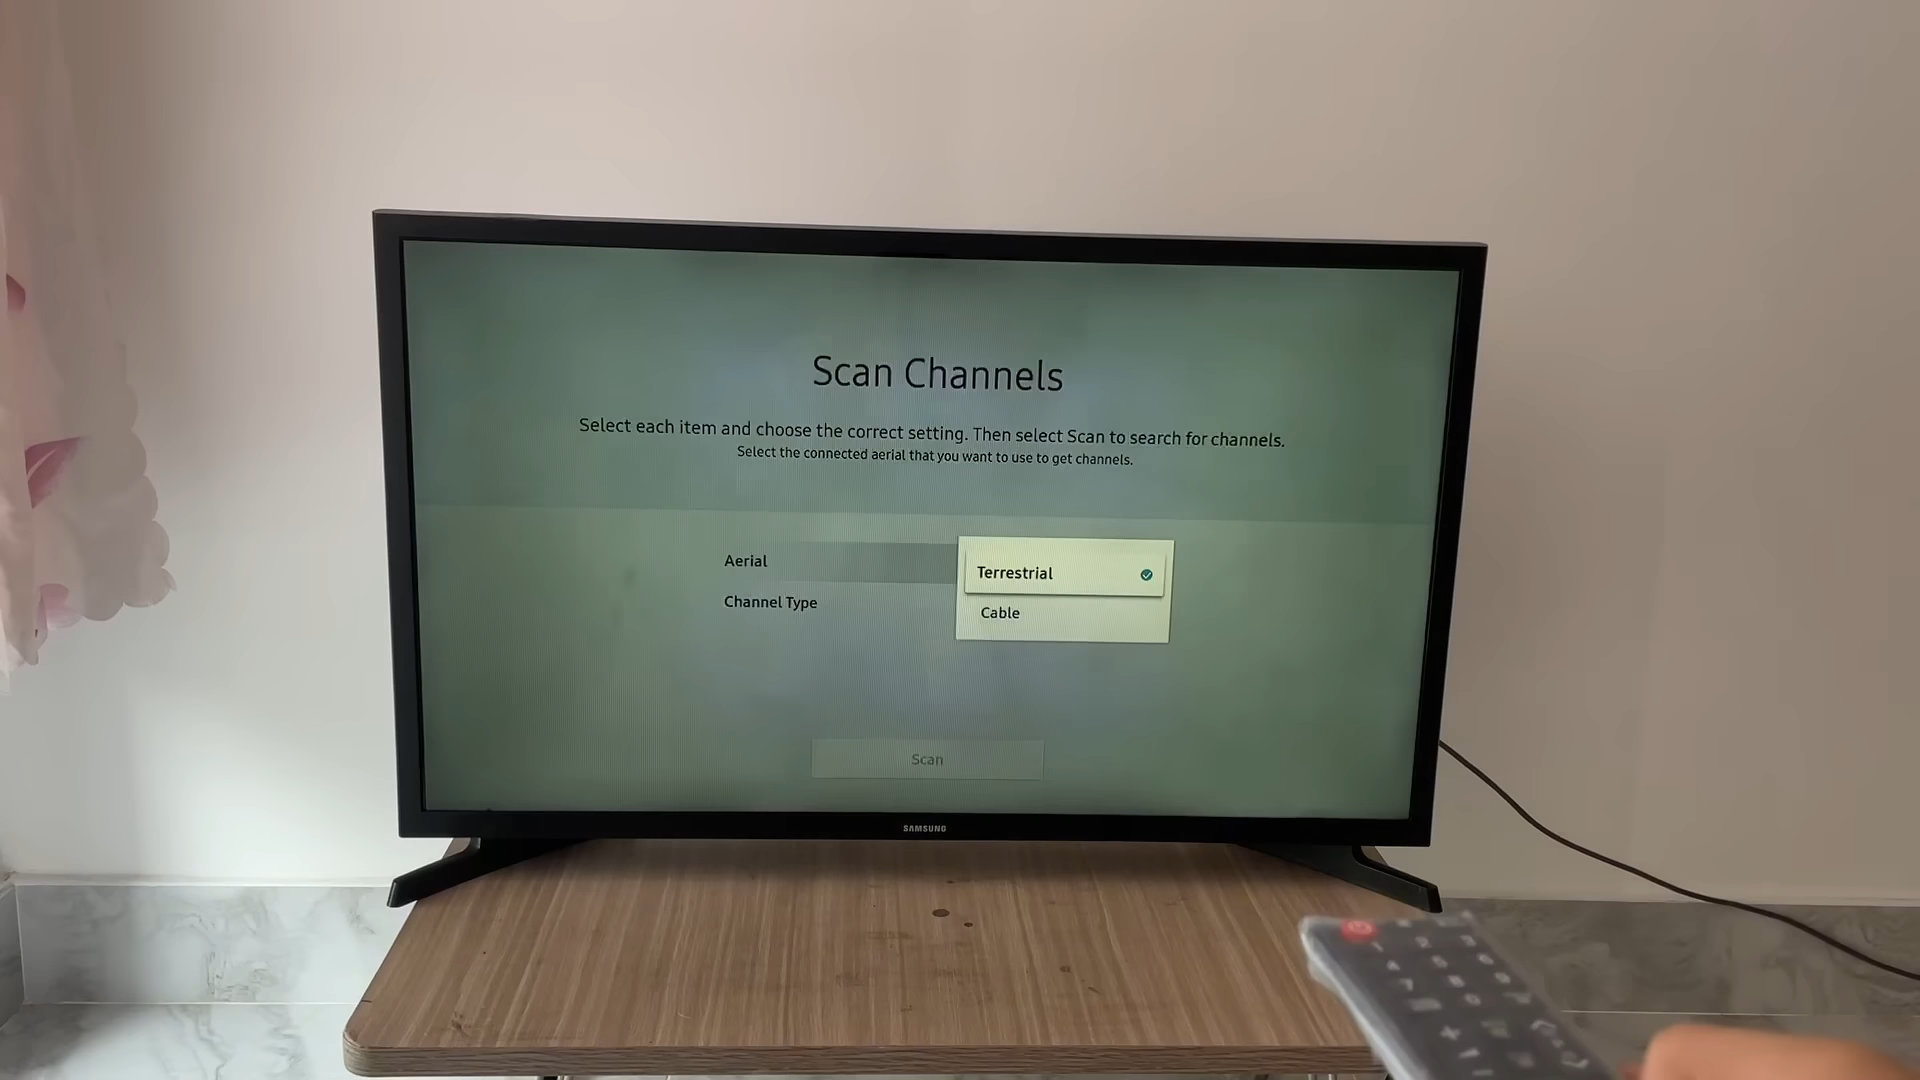 Scan Channels
Select each item and choose the correct setting. Then select Scan to search for channels.
Select the connected aerial that you want to use to get channels.
Aerial
Terrestrial
Channel Type
Cable
Scan
SAMSUNG